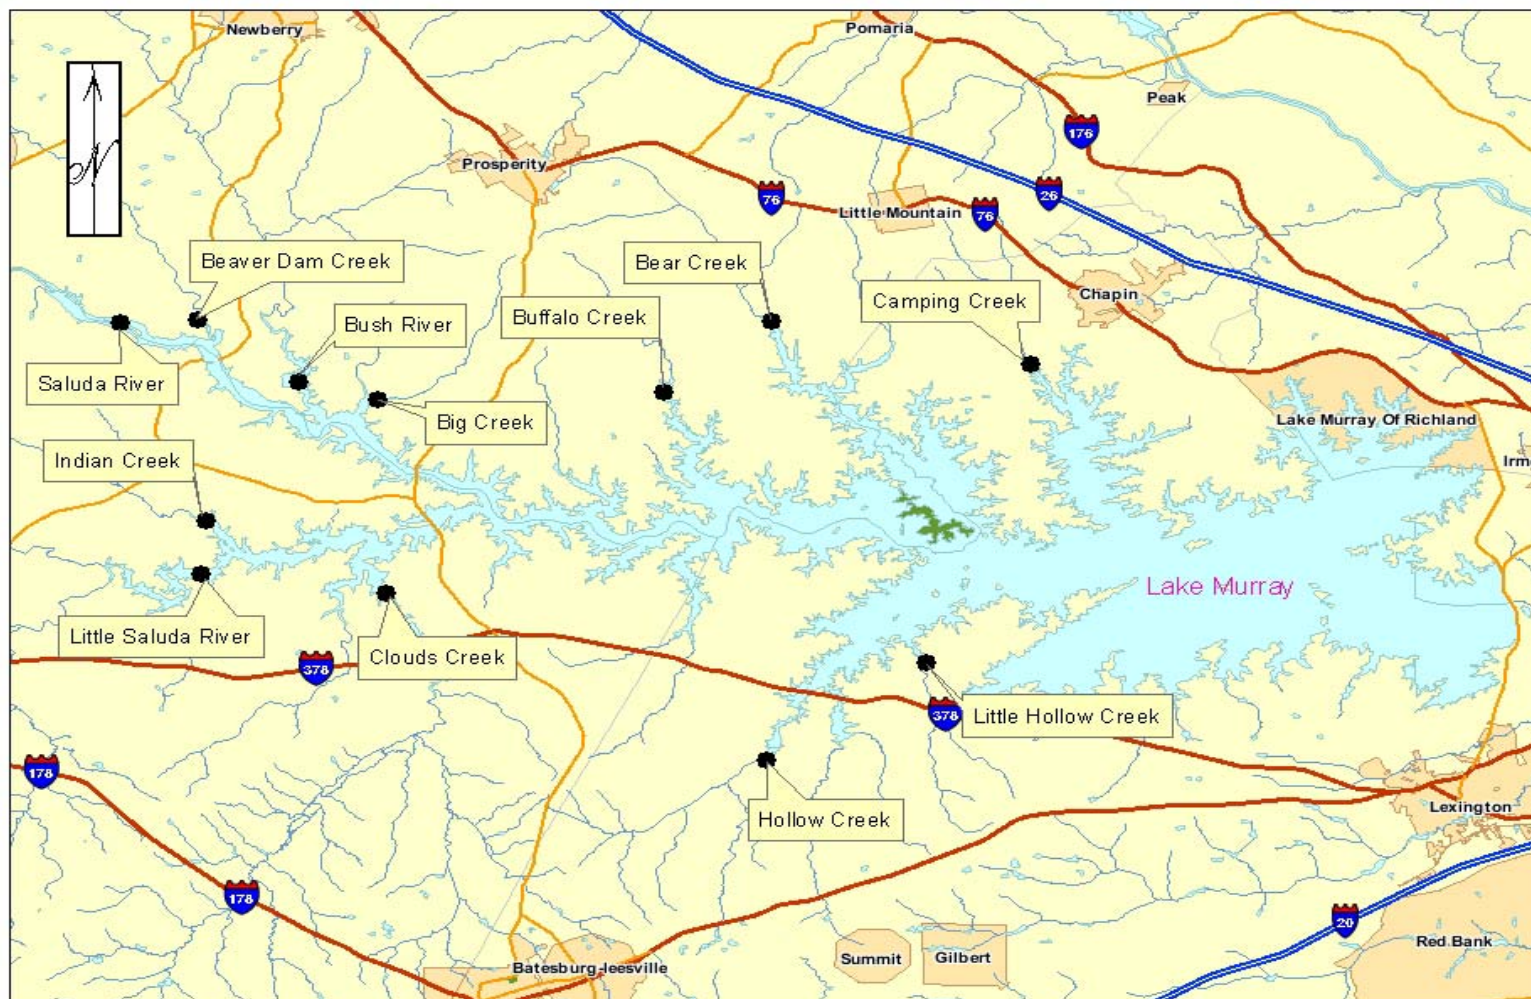 Newberry
Pomaria
Peak
176
N
Prosperity
76
Little Mountain
76
26
Beaver Dam Creek
Bear Creek
Chapin
Camping Creek
Buffalo Creek
Bush River
Saluda River
Big Creek
Lake Murray Of Richland
Indian Creek
Irm
Lake Murray
Little Saluda River
Clouds Creek
378
378
Little Hollow Creek
178
Hollow Creek
Lexington
178
20
Red Bank
Summit
Gilbert
Batesburg-leesville